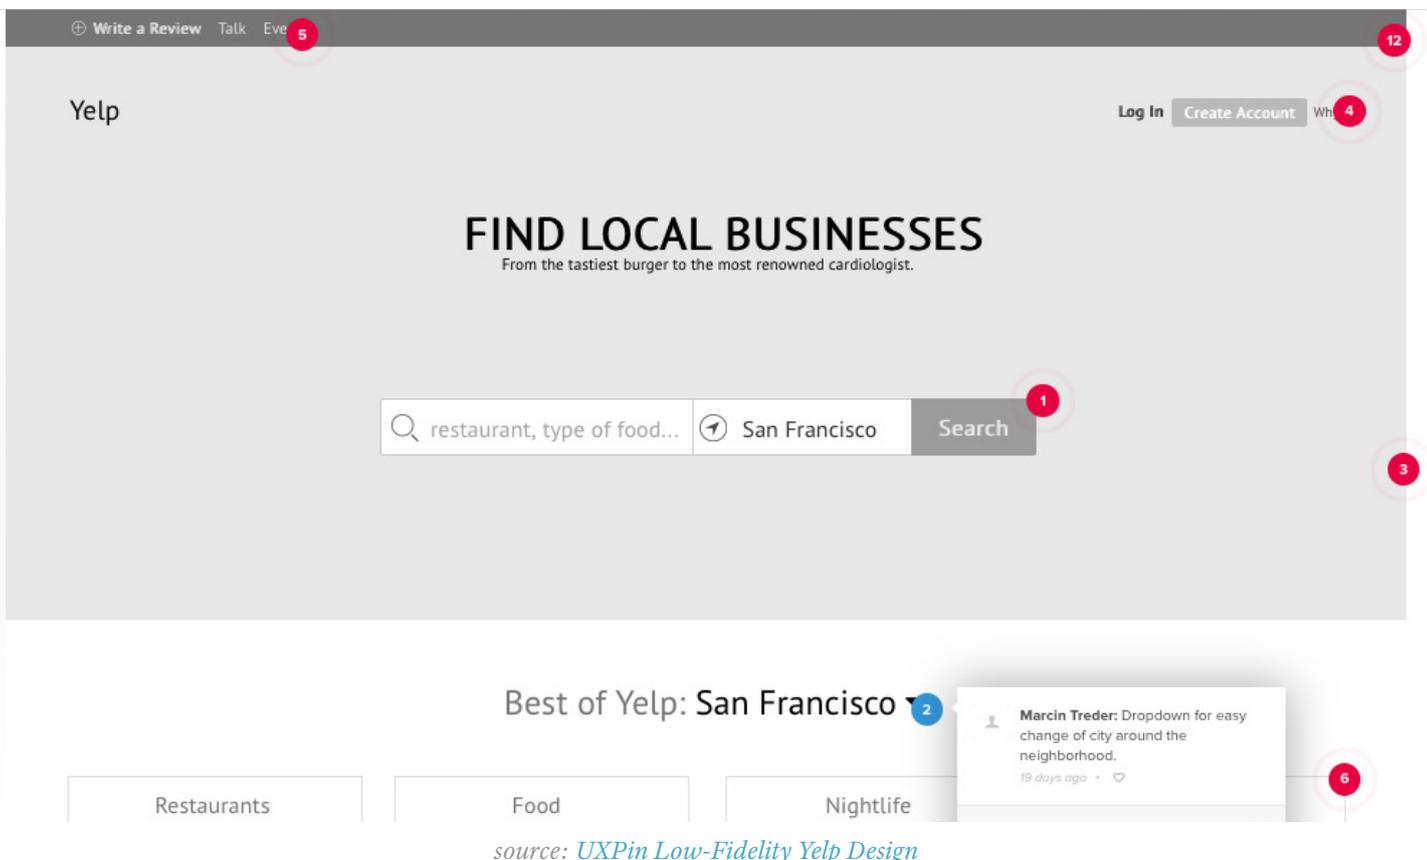 Write a Review Talk Eve 5
12
Yelp
Log In Create Account Wh 4
FIND LOCAL BUSINESSES
From the tastiest burger to the most renowned cardiologist.
1
restaurant, type of food... San Francisco Search
3
Best of Yelp: San Francisco 2
Marcin Treder: Dropdown for easy
change of city around the
neighborhood.
19 days ago •
6
Restaurants Food Nightlife
source: UXPin Low-Fidelity Yelp Design